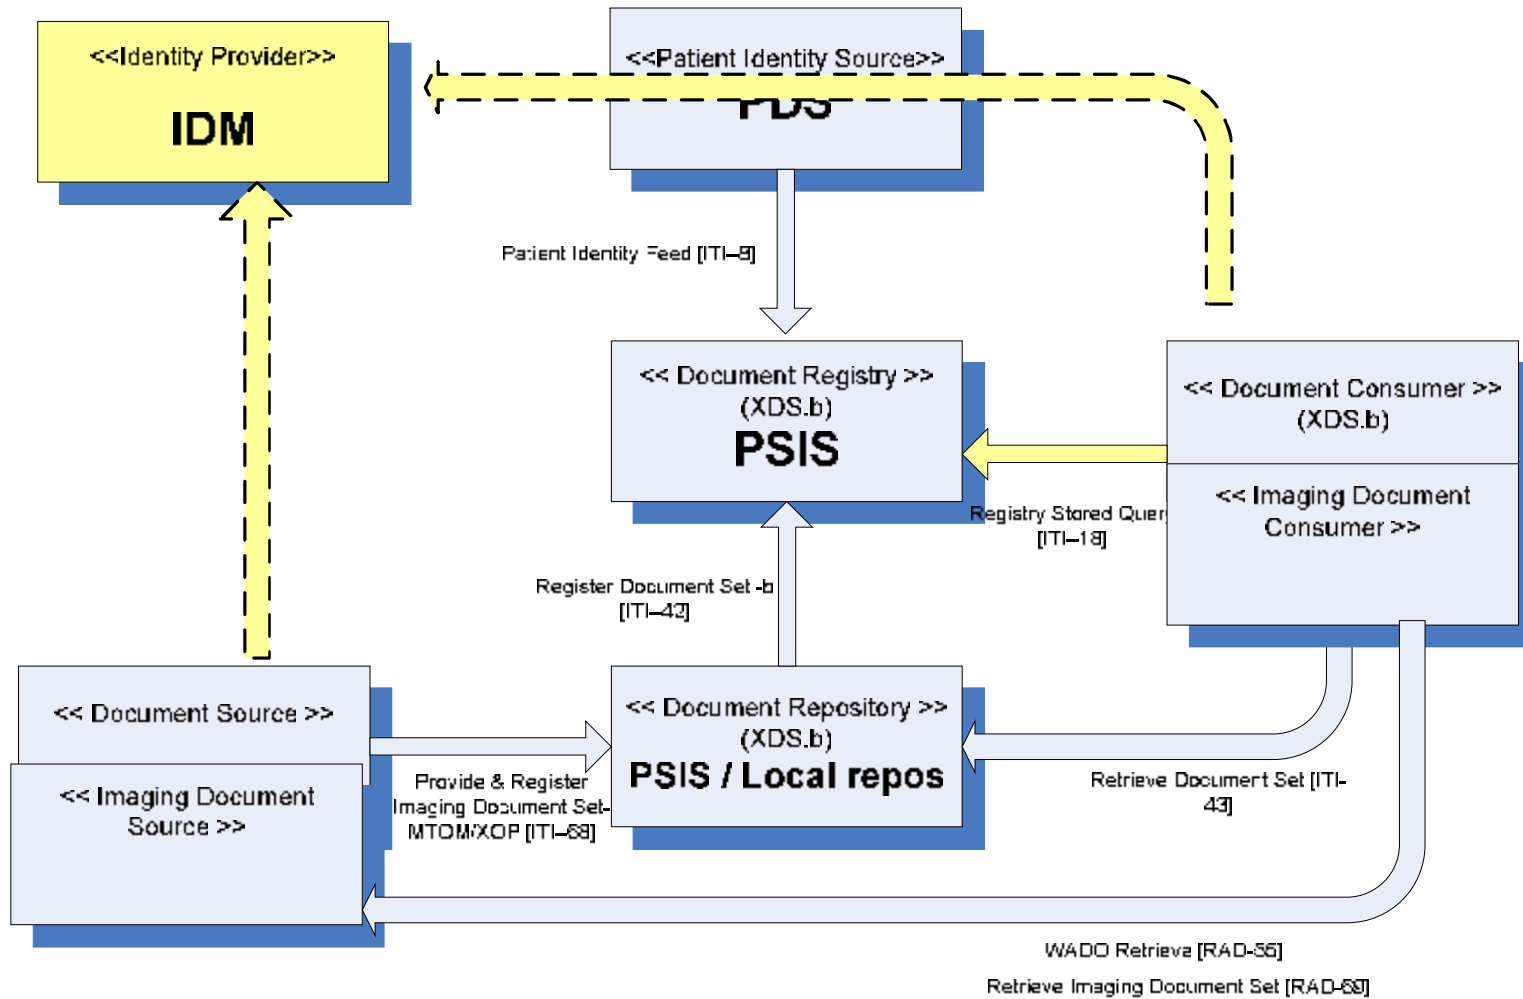 <<Identity Provider>>
IDM
<<Patient Identity Source>>
PDS
Patient Identity Feed [ITI–8]
<< Document Registry >>
(XDS.b)
PSIS
<< Document Consumer >>
(XDS.b)
<< Imaging Document
Consumer >>
Registry Stored Query
[ITI–18]
Register Document Set -b
[ITI–42]
<< Document Source >>
<< Imaging Document
Source >>
Provide & Register
Imaging Document Set-
MTOM/XOP [ITI–68]
<< Document Repository >>
(XDS.b)
PSIS / Local repos
Retrieve Document Set [ITI-
43]
WADO Retrieve [RAD-55]
Retrieve Imaging Document Set [RAD-69]